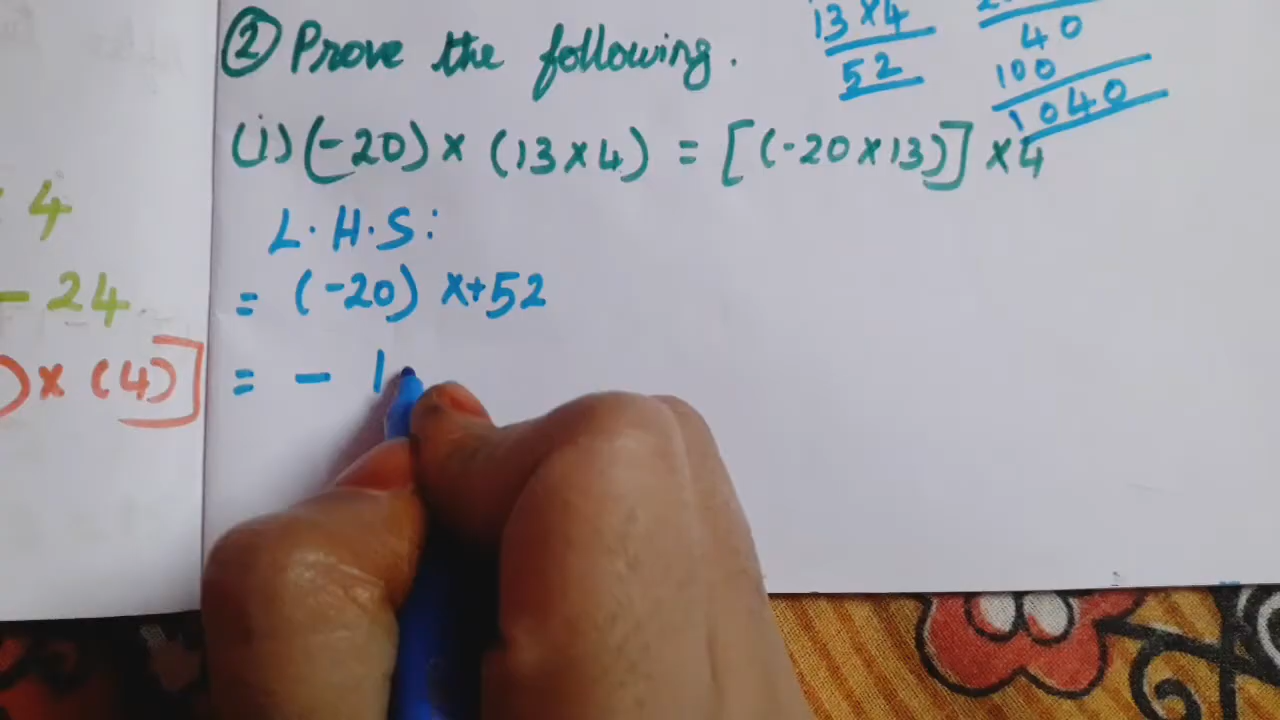 ② Prove the following.
13 x 4
52
40
100
1040
(i) (-20) x (13 x 4) = [(-20 x 13)] x 4
L.H.S:
= (-20) x +52
= - 1
4
- 24
) x (4)]